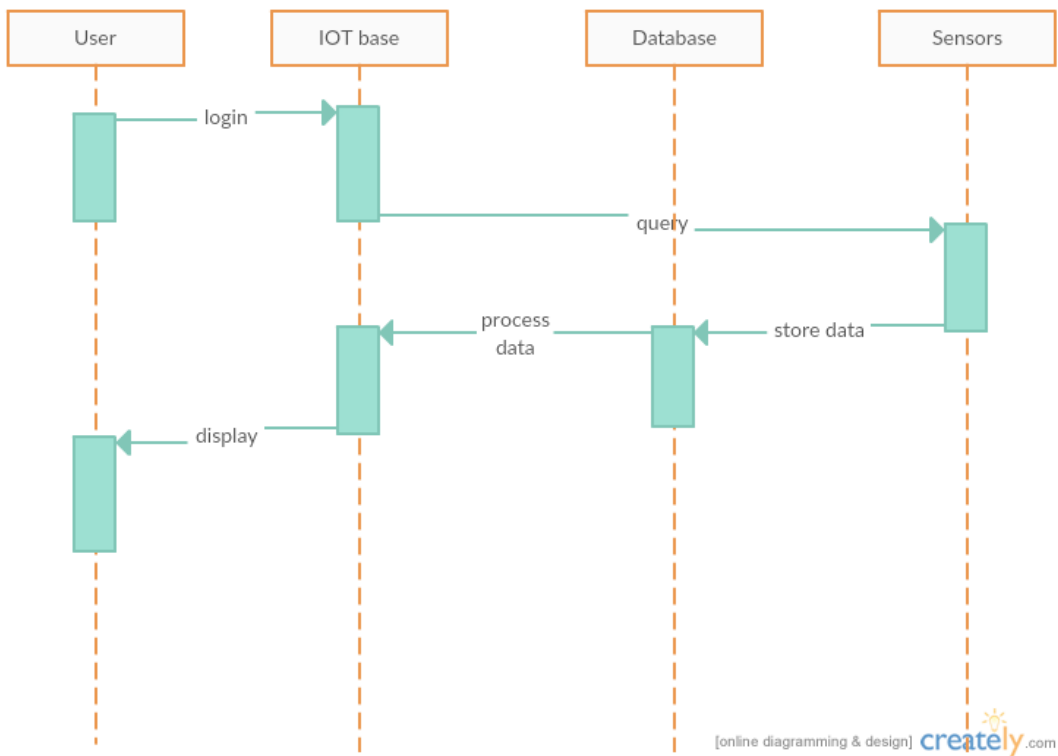 User
IOT base
Database
Sensors
login
query
process
data
store data
display
[online diagramming & design] creately.com